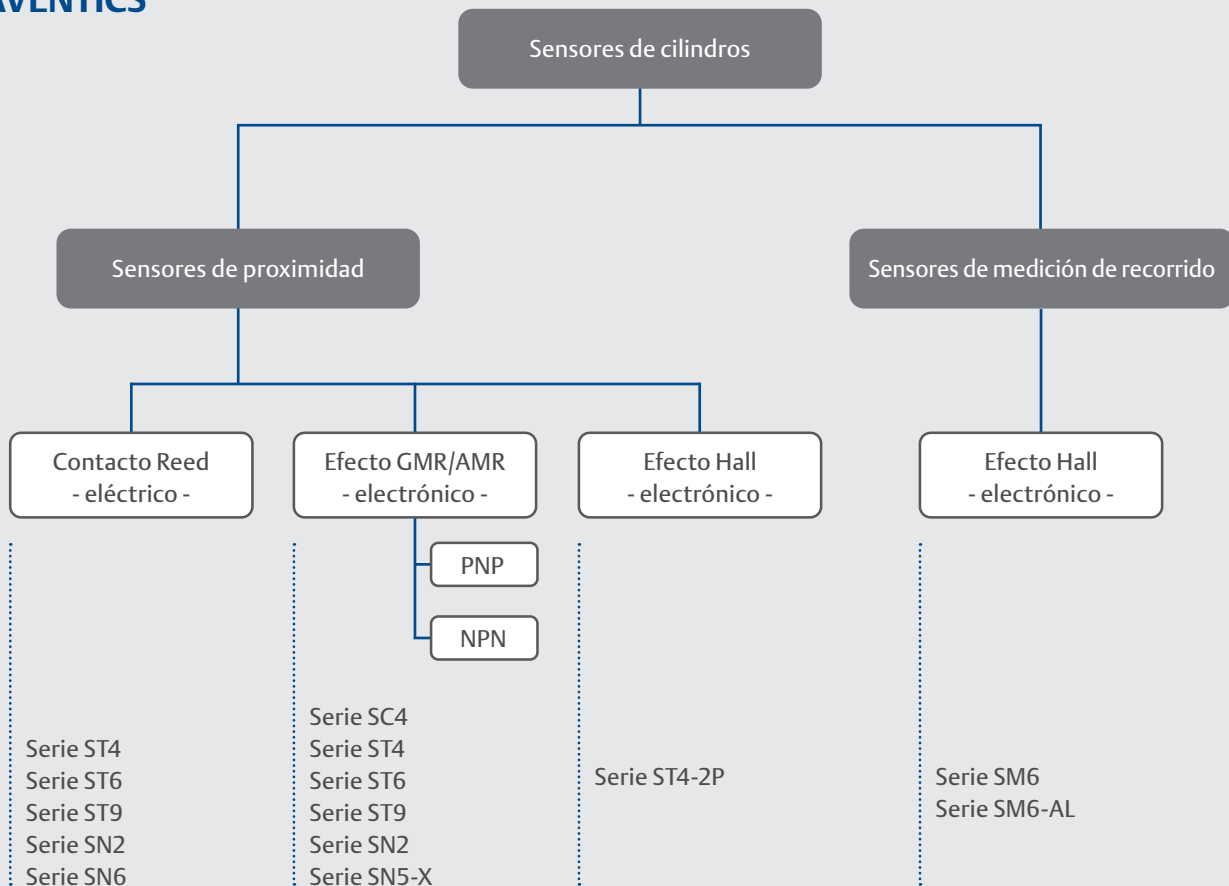 AVENTICS
Sensores de cilindros
Sensores de proximidad
Sensores de medición de recorrido
Contacto Reed
- eléctrico -
Efecto GMR/AMR
- electrónico -
Efecto Hall
- electrónico -
Efecto Hall
- electrónico -
PNP
NPN
Serie ST4
Serie ST6
Serie ST9
Serie SN2
Serie SN6
Serie SC4
Serie ST4
Serie ST6
Serie ST9
Serie SN2
Serie SN5-X
Serie ST4-2P
Serie SM6
Serie SM6-AL